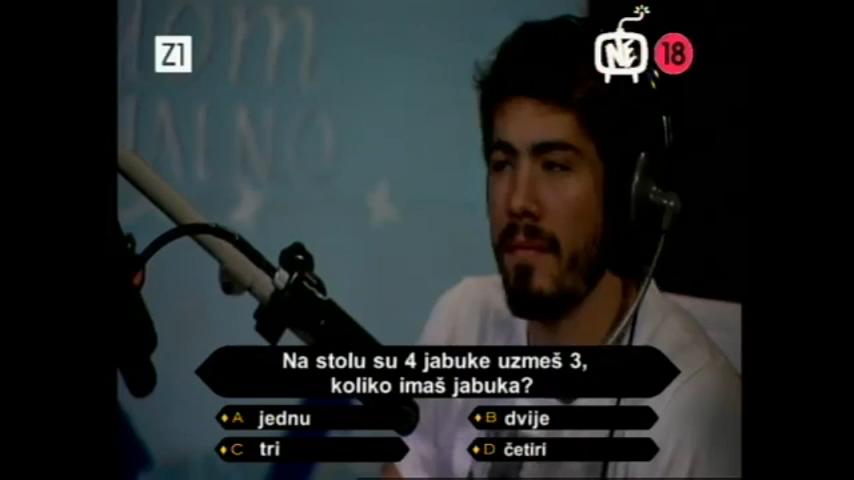 Z1
NE
18
Na stolu su 4 jabuke uzmeš 3,
koliko imaš jabuka?
A jednu
B dvije
C tri
D četiri